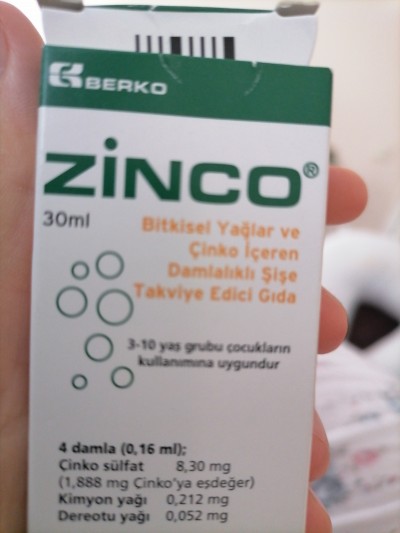 BERKO
ZİNCO®
30ml
Bitkisel Yağlar ve
Çinko İçeren
Damlalıklı Şişe
Takviye Edici Gıda
3-10 yaş grubu çocukların
kullanımına uygundur
4 damla (0,16 ml);
Çinko sülfat 8,30 mg
(1,888 mg Çinko'ya eşdeğer)
Kimyon yağı 0,212 mg
Dereotu yağı 0,052 mg